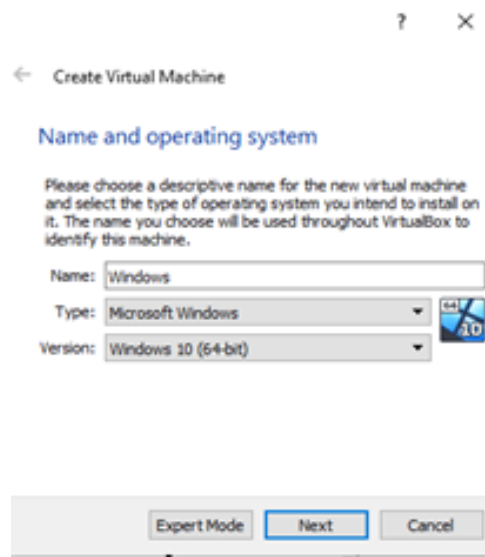 ?
Create Virtual Machine
Name and operating system
Please choose a descriptive name for the new virtual machine
and select the type of operating system you intend to install on
it. The name you choose will be used throughout VirtualBox to
identify this machine.
Name: Windows
Type: Microsoft Windows
64
10
Version: Windows 10 (64-bit)
Expert Mode Next Cancel